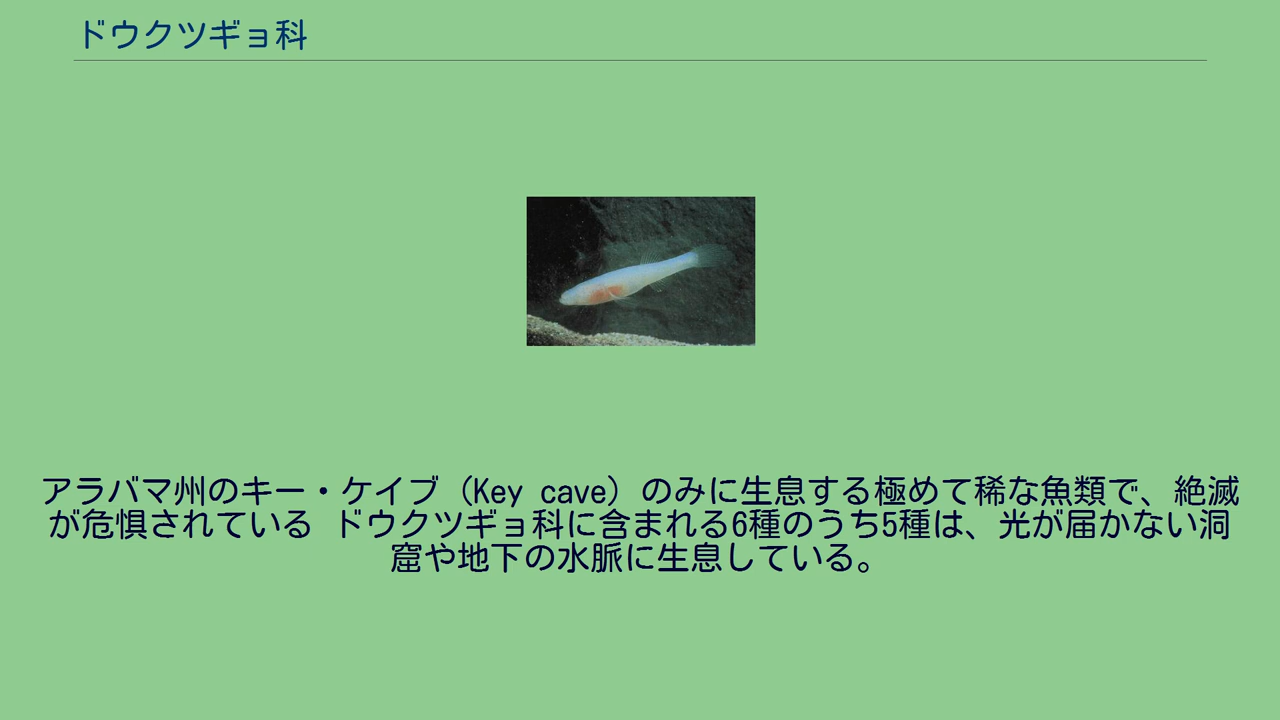 ドウクツギョ科
アラバマ州のキー・ケイブ（Key cave）のみに生息する極めて稀な魚類で、絶滅
が危惧されている ドウクツギョ科に含まれる6種のうち5種は、光が届かない洞
窟や地下の水脈に生息している。